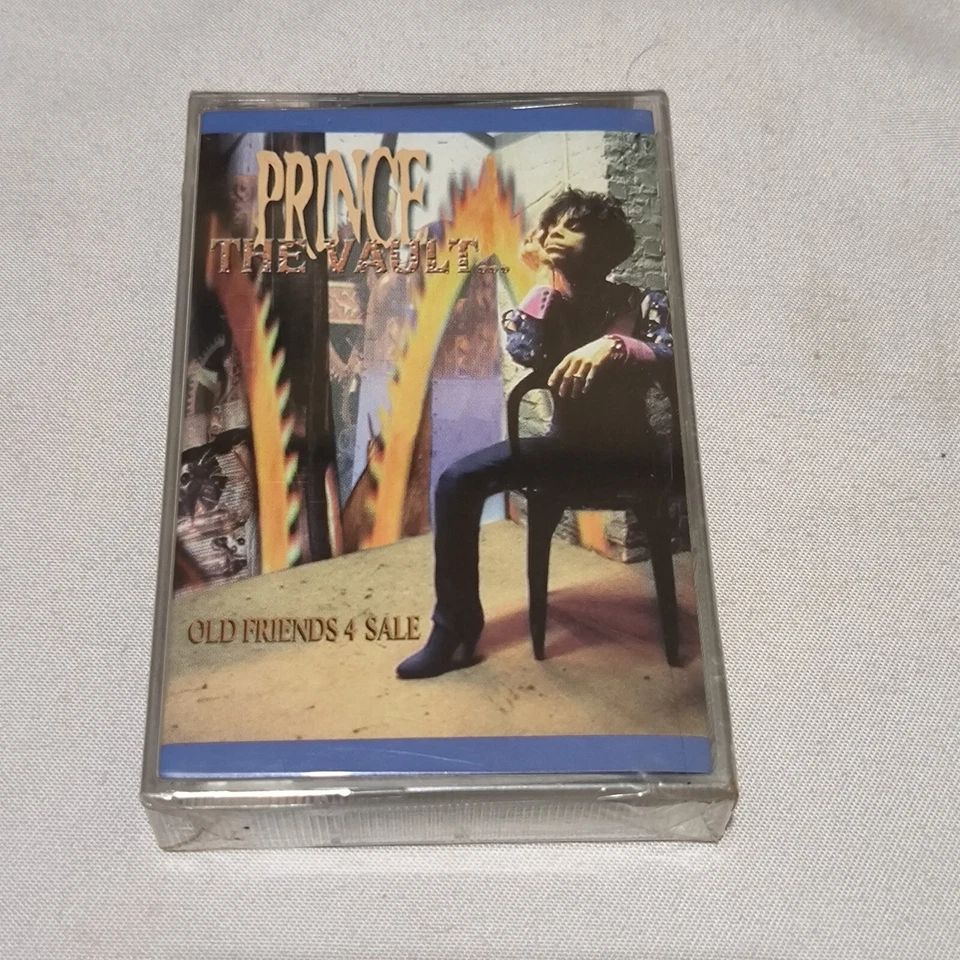 PRINCE
THE VAULT...
OLD FRIENDS 4 SALE